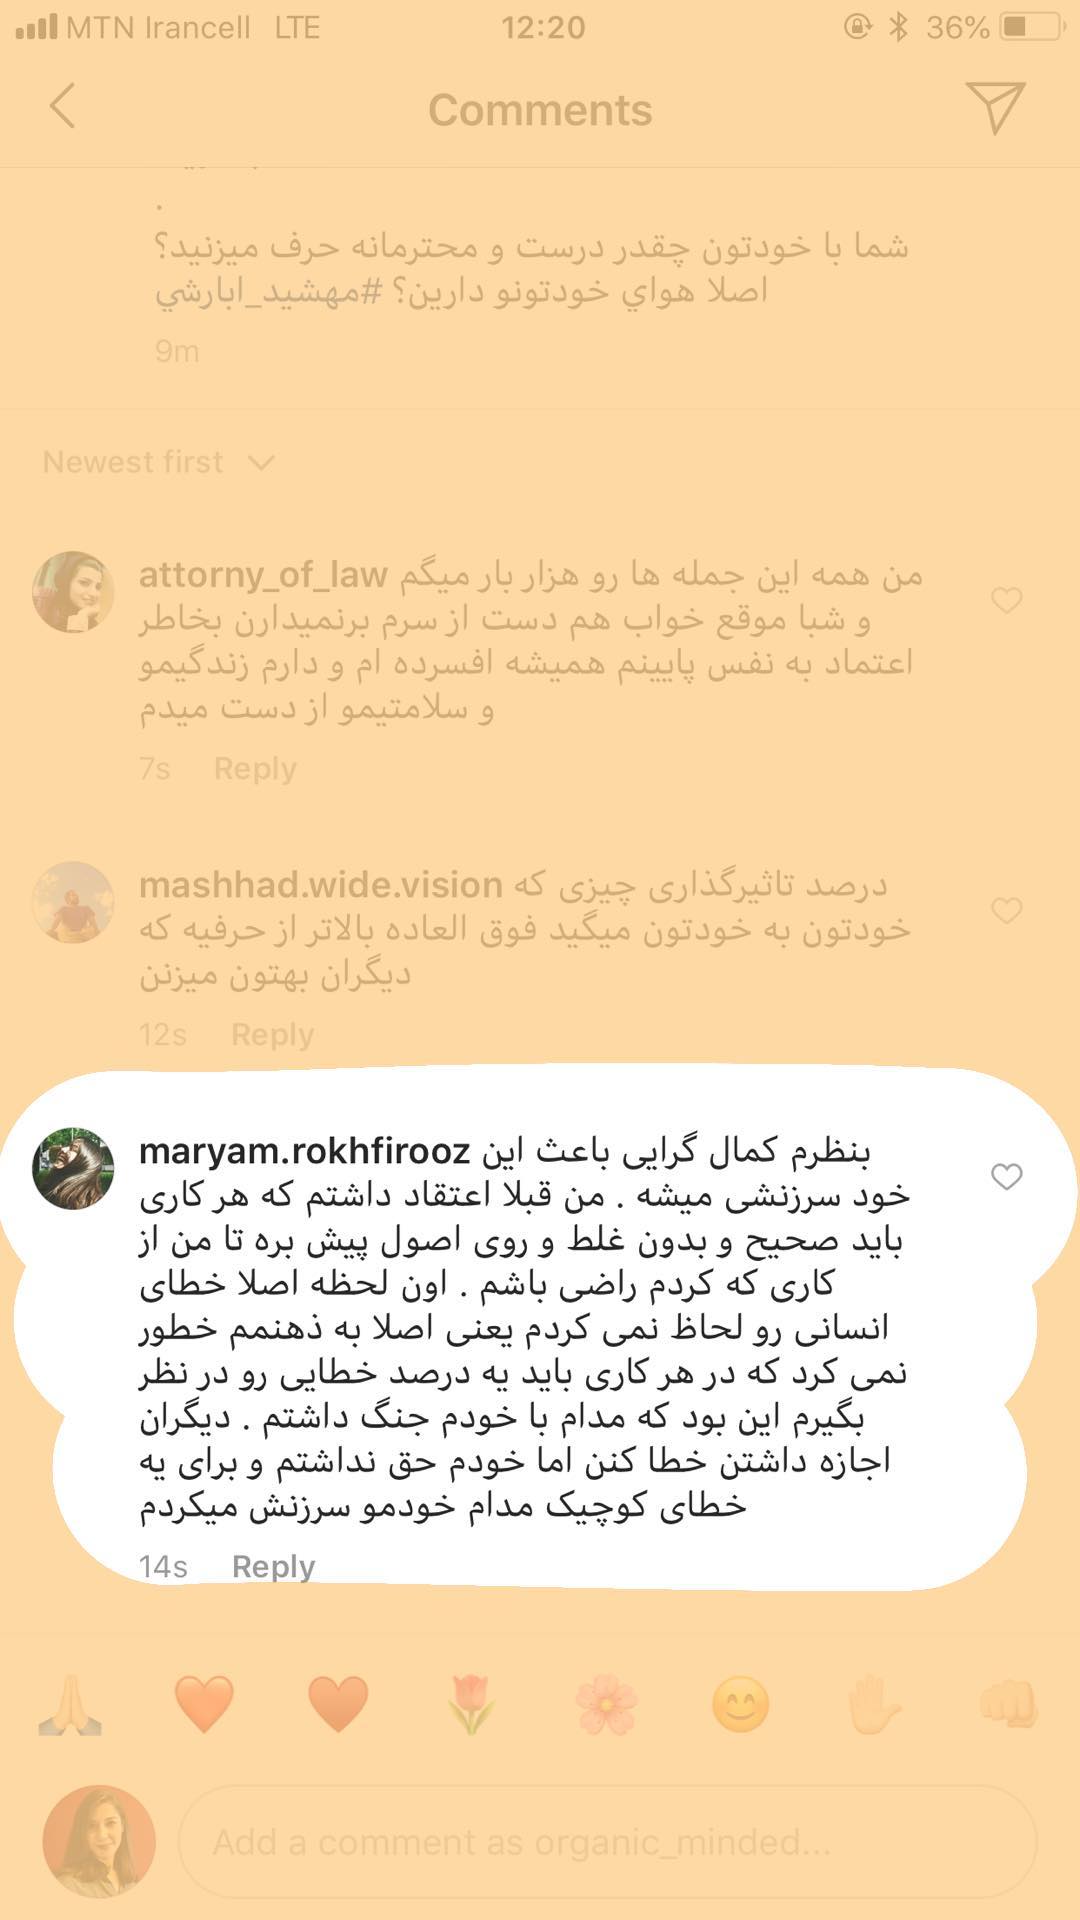 MTN Irancell LTE 12:20 36%
Comments
.
شما با خودتون چقدر درست و محترمانه حرف میزنید؟
اصلا هواي خودتونو دارین؟ #مهشید_ابارشي
9m
Newest first
attorny_of_law من همه این جمله ها رو هزار بار میگم
و شبا موقع خواب هم دست از سرم برنمیدارن بخاطر
اعتماد به نفس پایینم همیشه افسرده ام و دارم زندگیمو
و سلامتیمو از دست میدم
7s Reply
mashhad.wide.vision درصد تاثیرگذاری چیزی که
خودتون به خودتون میگید فوق العاده بالاتر از حرفیه که
دیگران بهتون میزنن
12s Reply
maryam.rokhfirooz بنظرم کمال گرایی باعث این
خود سرزنشی میشه . من قبلا اعتقاد داشتم که هر کاری
باید صحیح و بدون غلط و روی اصول پیش بره تا من از
کاری که کردم راضی باشم . اون لحظه اصلا خطای
انسانی رو لحاظ نمی کردم یعنی اصلا به ذهنمم خطور
نمی کرد که در هر کاری باید یه درصد خطایی رو در نظر
بگیرم این بود که مدام با خودم جنگ داشتم . دیگران
اجازه داشتن خطا کنن اما خودم حق نداشتم و برای یه
خطای کوچیک مدام خودمو سرزنش میکردم
14s Reply
Add a comment as organic_minded...